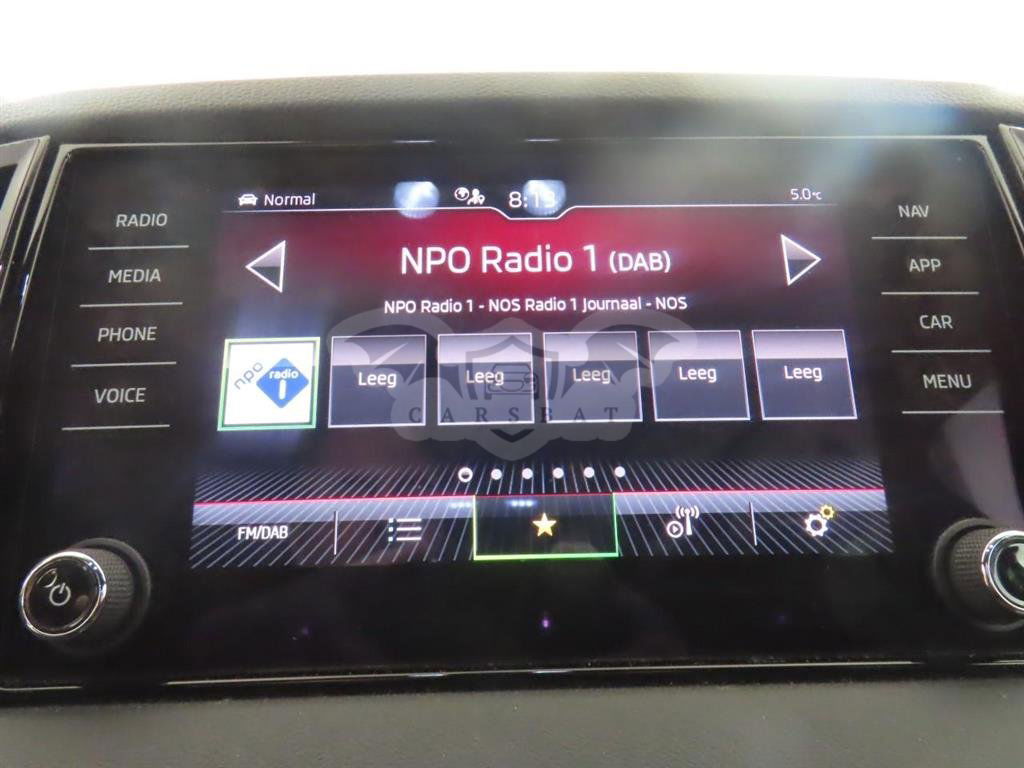 Normal
8:13
5.0°C
RADIO
MEDIA
PHONE
VOICE
NPO Radio 1 (DAB)
NPO Radio 1 - NOS Radio 1 Journaal - NOS
npo radio 1
Leeg
Leeg
Leeg
Leeg
Leeg
CARSBAT
FM/DAB
NAV
APP
CAR
MENU